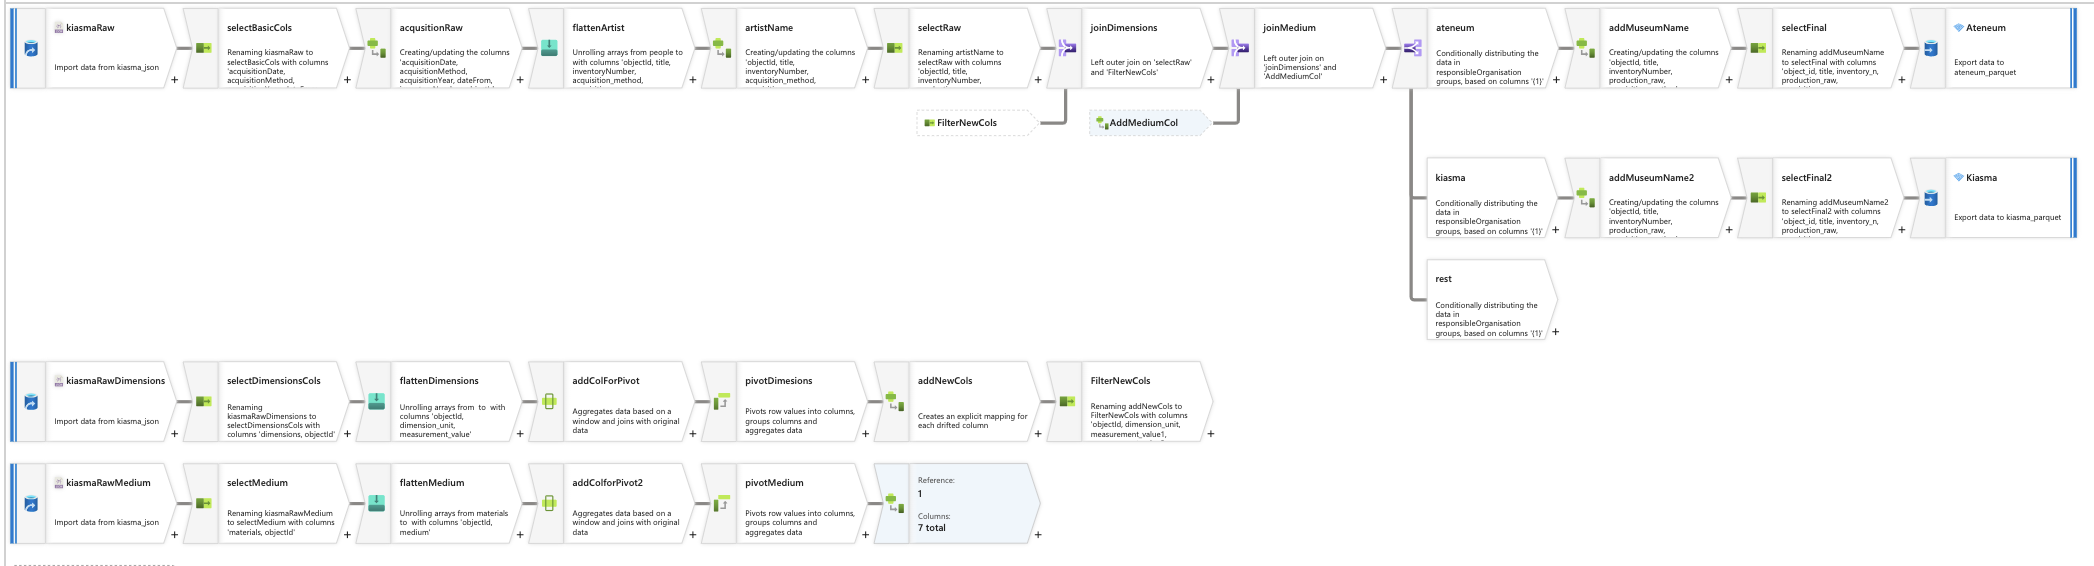 kiasmaRaw
Import data from kiasma_json
+
selectBasicCols
Renaming kiasmaRaw to
selectBasicCols with columns
'acquisitionDate,
acquisitionMethod,
+
acqusitionRaw
Creating/updating the columns
'acquisitionDate,
acquisitionMethod,
acquisitionYear, dateFrom,
+
flattenArtist
Unrolling arrays from people to
with columns 'objectId, title,
inventoryNumber,
acquisition_method,
+
artistName
Creating/updating the columns
'objectId, title,
inventoryNumber,
acquisition_method,
+
selectRaw
Renaming artistName to
selectRaw with columns
'objectId, title,
inventoryNumber,
+
joinDimensions
Left outer join on 'selectRaw'
and 'FilterNewCols'
+
joinMedium
Left outer join on
'joinDimensions' and
'AddMediumCol'
+
ateneum
Conditionally distributing the
data in
responsibleOrganisation
groups, based on columns '{1}'
+
addMuseumName
Creating/updating the columns
'objectId, title,
inventoryNumber,
production_raw,
+
selectFinal
Renaming addMuseumName
to selectFinal with columns
'object_id, title, inventory_n,
production_raw,
+
Ateneum
Export data to
ateneum_parquet
FilterNewCols
AddMediumCol
kiasma
Conditionally distributing the
data in
responsibleOrganisation
groups, based on columns '{1}'
+
addMuseumName2
Creating/updating the columns
'objectId, title,
inventoryNumber,
production_raw,
+
selectFinal2
Renaming addMuseumName2
to selectFinal2 with columns
'object_id, title, inventory_n,
production_raw,
+
Kiasma
Export data to kiasma_parquet
rest
Conditionally distributing the
data in
responsibleOrganisation
groups, based on columns '{1}'
+
kiasmaRawDimensions
Import data from kiasma_json
+
selectDimensionsCols
Renaming
kiasmaRawDimensions to
selectDimensionsCols with
columns 'dimensions, objectId'
+
flattenDimensions
Unrolling arrays from to with
columns 'objectId,
dimension_unit,
measurement_value'
+
addColForPivot
Aggregates data based on a
window and joins with original
data
+
pivotDimesions
Pivots row values into columns,
groups columns and
aggregates data
+
addNewCols
Creates an explicit mapping for
each drifted column
+
FilterNewCols
Renaming addNewCols to
FilterNewCols with columns
'objectId, dimension_unit,
measurement_value1,
+
kiasmaRawMedium
Import data from kiasma_json
+
selectMedium
Renaming kiasmaRawMedium
to selectMedium with columns
'materials, objectId'
+
flattenMedium
Unrolling arrays from materials
to with columns 'objectId,
medium'
+
addColforPivot2
Aggregates data based on a
window and joins with original
data
+
pivotMedium
Pivots row values into columns,
groups columns and
aggregates data
+
Reference:
1
Columns:
7 total
+